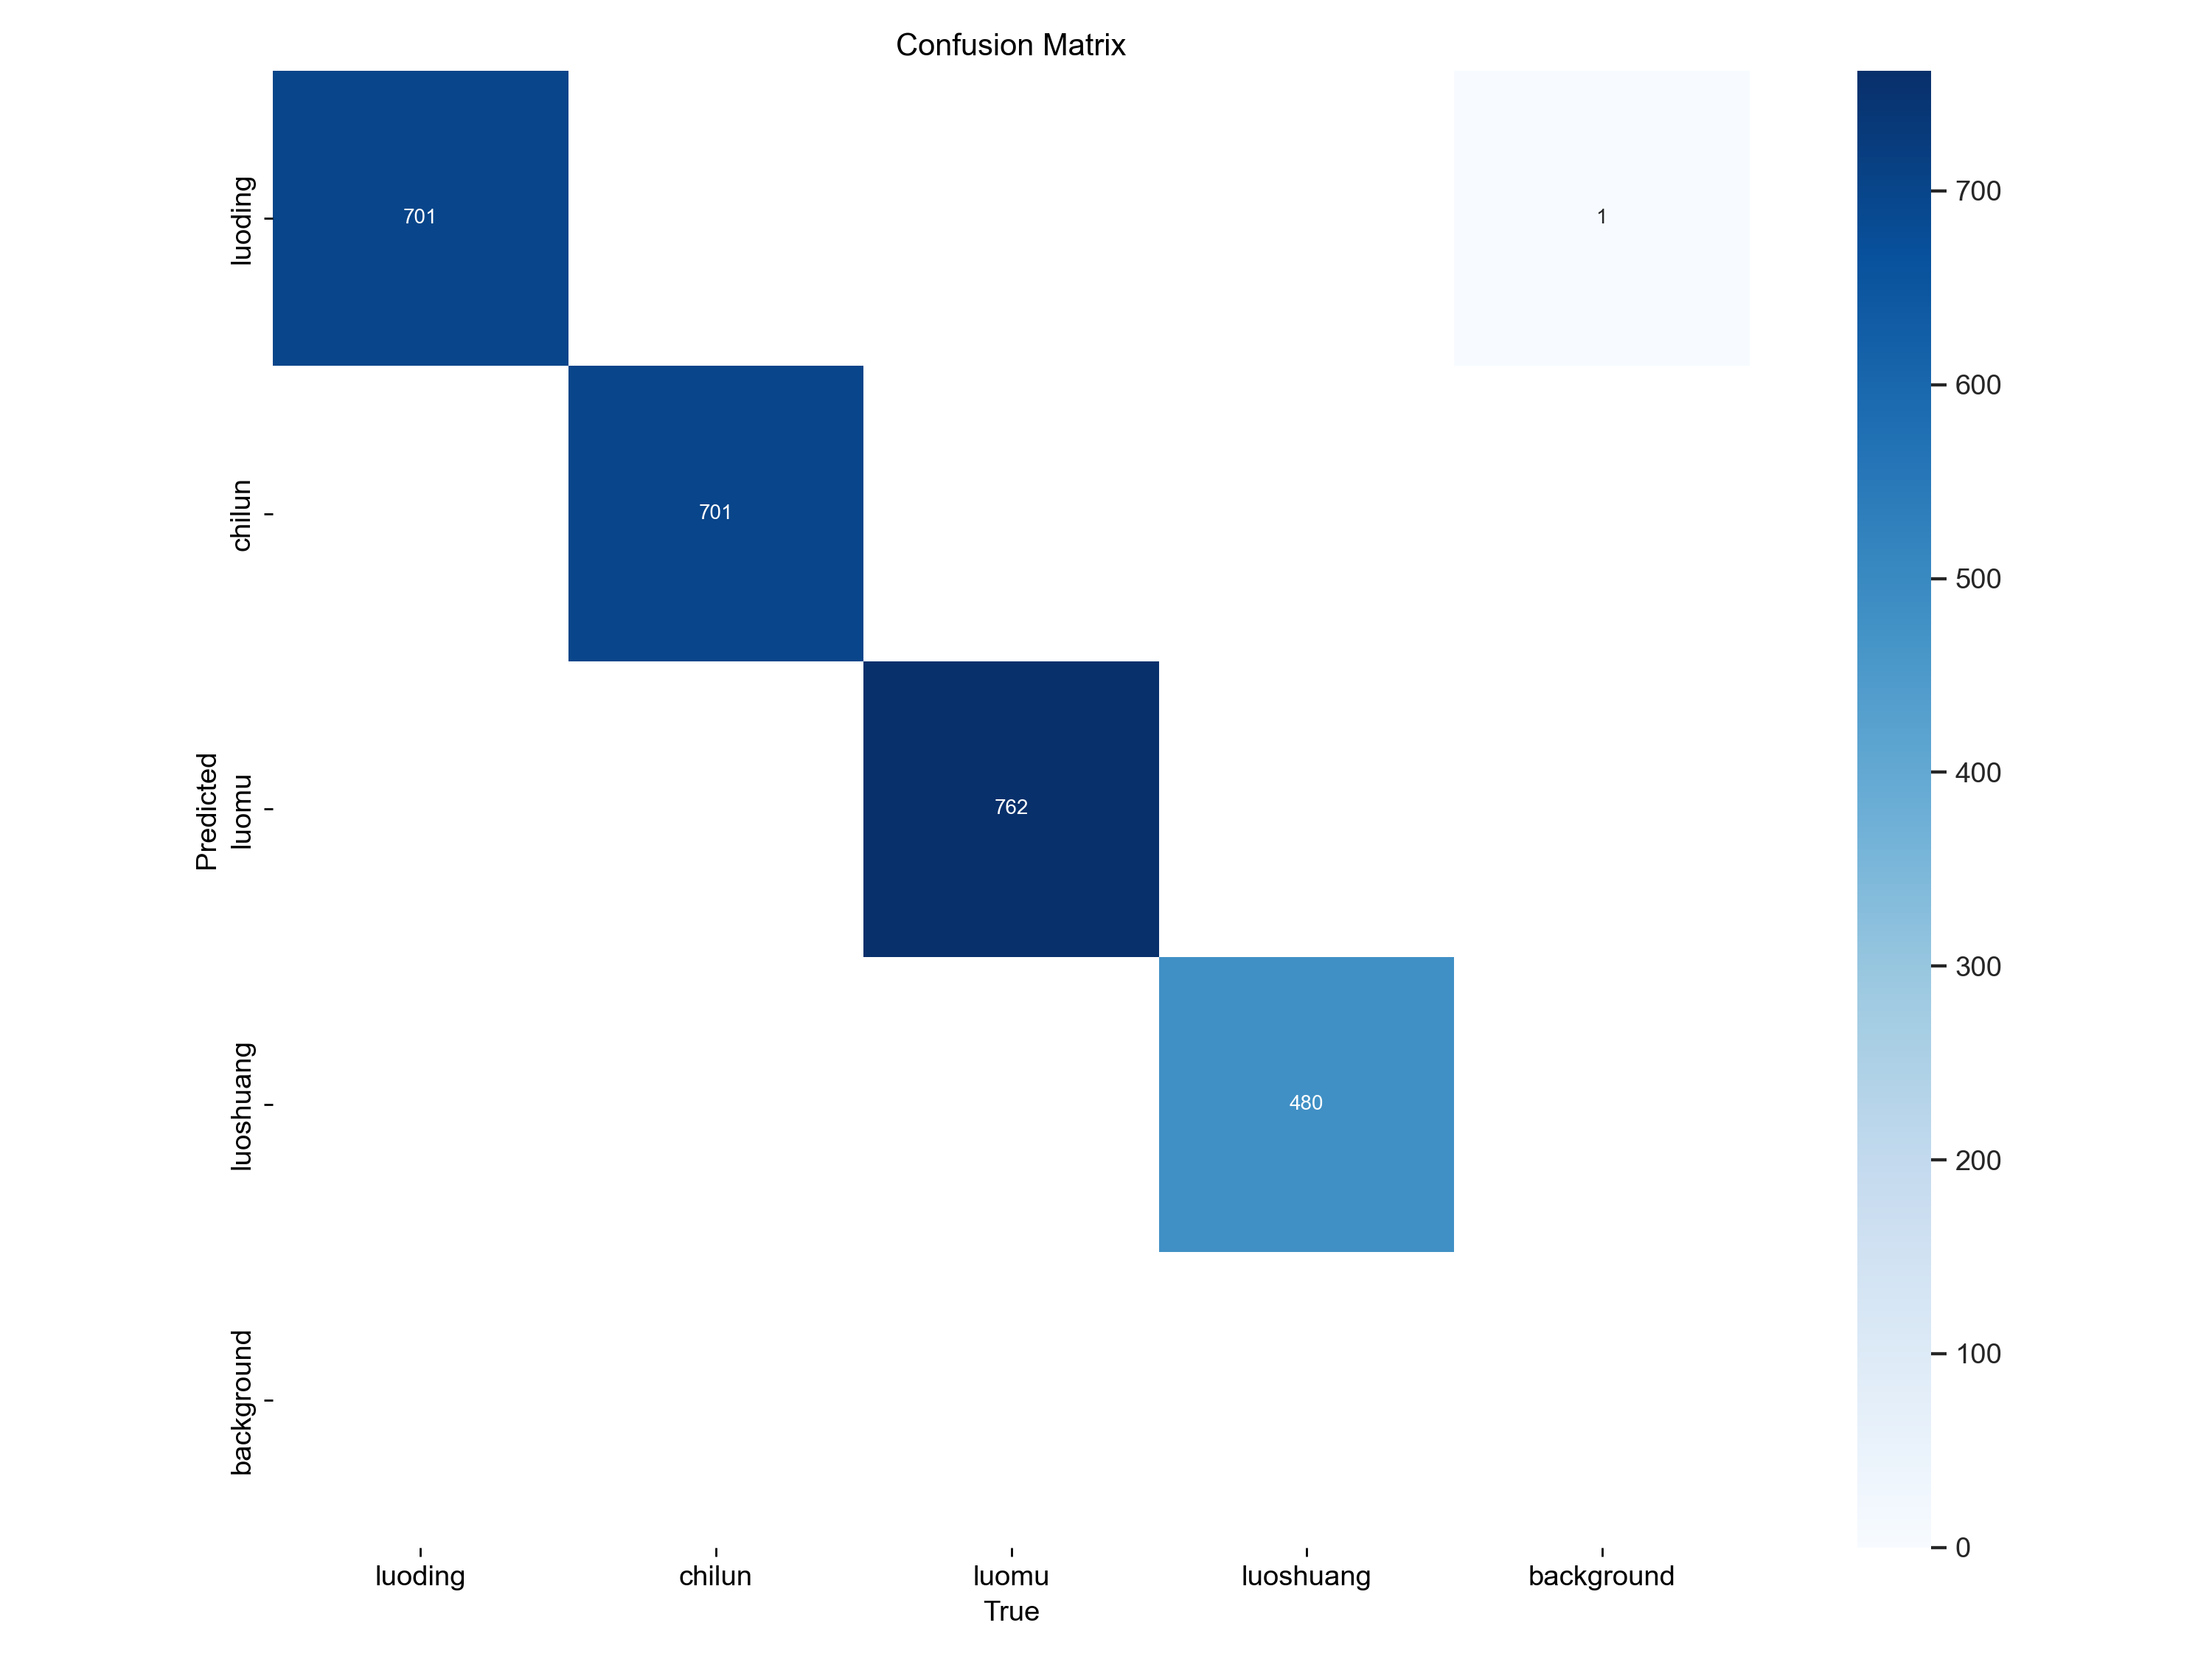 Confusion Matrix
luoding
701
1
chilun
701
Predicted
luomu
762
luoshuang
480
background
luoding chilun luomu luoshuang background
True
700
600
500
400
300
200
100
0